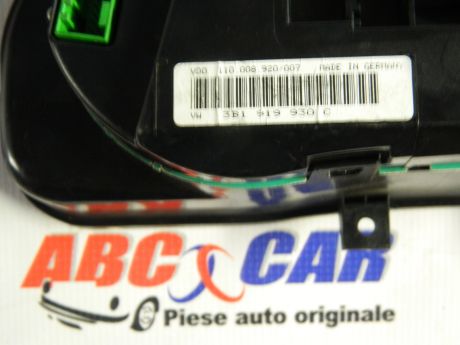 VDO 110 008 920/007 MADE IN GERMANY
VW 3B1 919 930 C
ABC CAR
Piese auto originale